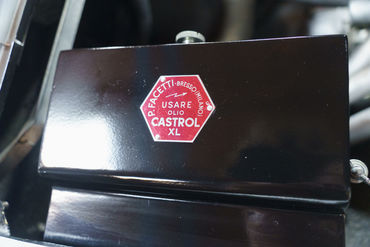 P. FACETTI - BRESSO (MILANO)
USARE
OLIO
CASTROL
XL